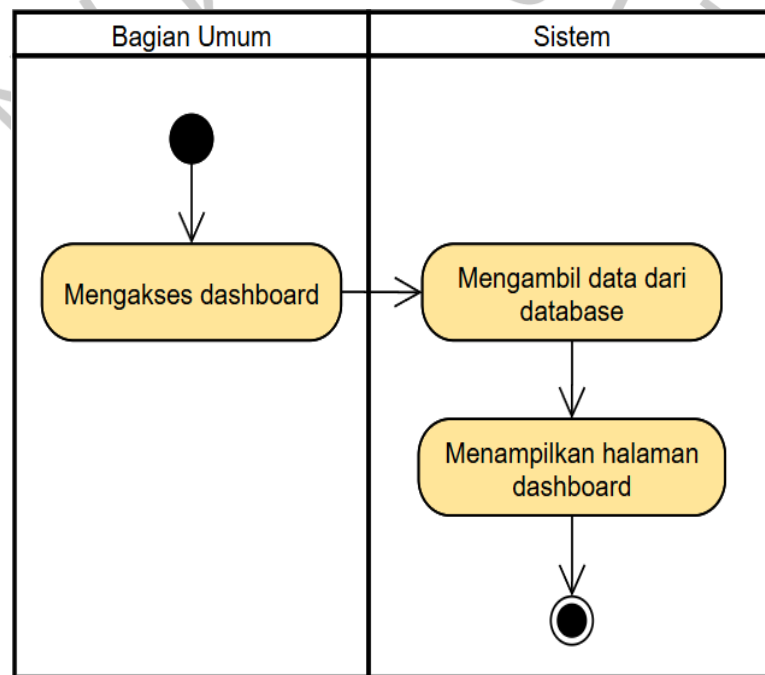 Bagian Umum
Sistem
Mengakses dashboard
Mengambil data dari
database
Menampilkan halaman
dashboard